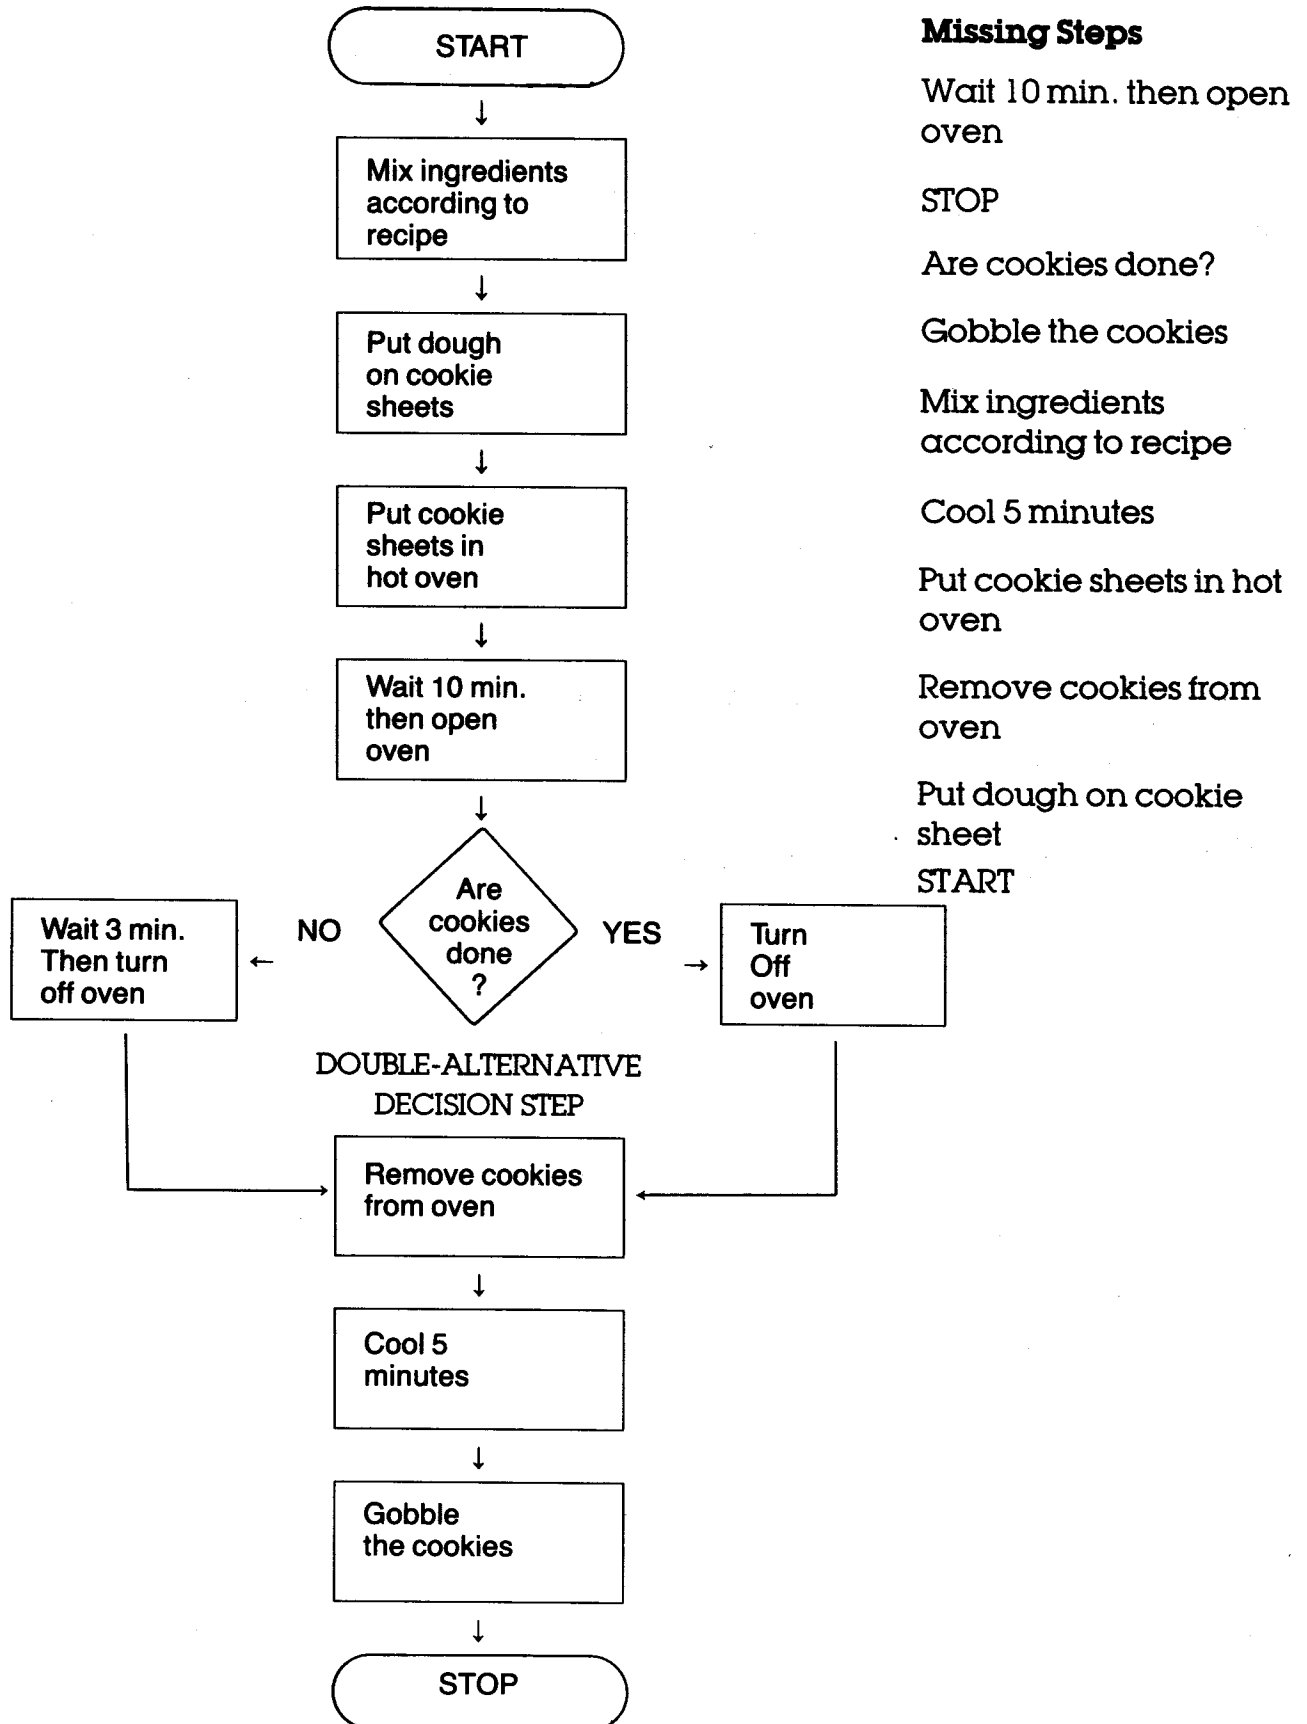 START
Mix ingredients
according to
recipe
Put dough
on cookie
sheets
Put cookie
sheets in
hot oven
Wait 10 min.
then open
oven
Are
cookies
done
?
NO
YES
Wait 3 min.
Then turn
off oven
Turn
Off
oven
DOUBLE-ALTERNATIVE
DECISION STEP
Remove cookies
from oven
Cool 5
minutes
Gobble
the cookies
STOP
Missing Steps
Wait 10 min. then open
oven
STOP
Are cookies done?
Gobble the cookies
Mix ingredients
according to recipe
Cool 5 minutes
Put cookie sheets in hot
oven
Remove cookies from
oven
Put dough on cookie
sheet
START